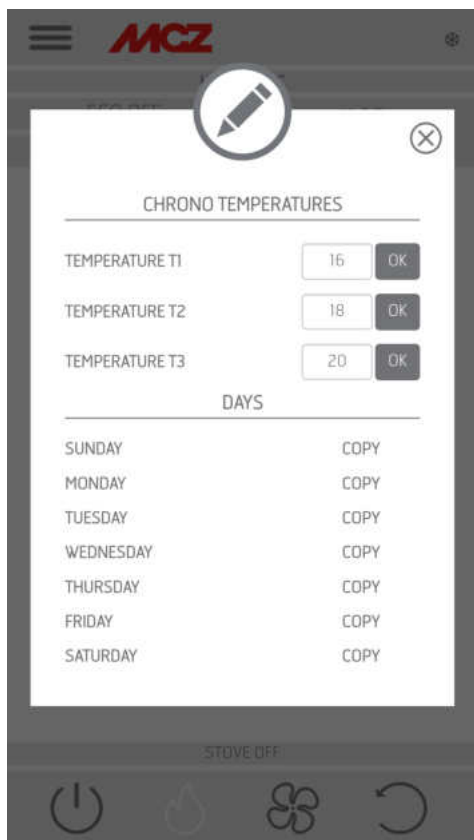 MCZ
CHRONO TEMPERATURES
TEMPERATURE T1 16 OK
TEMPERATURE T2 18 OK
TEMPERATURE T3 20 OK
DAYS
SUNDAY COPY
MONDAY COPY
TUESDAY COPY
WEDNESDAY COPY
THURSDAY COPY
FRIDAY COPY
SATURDAY COPY
STOVE OFF